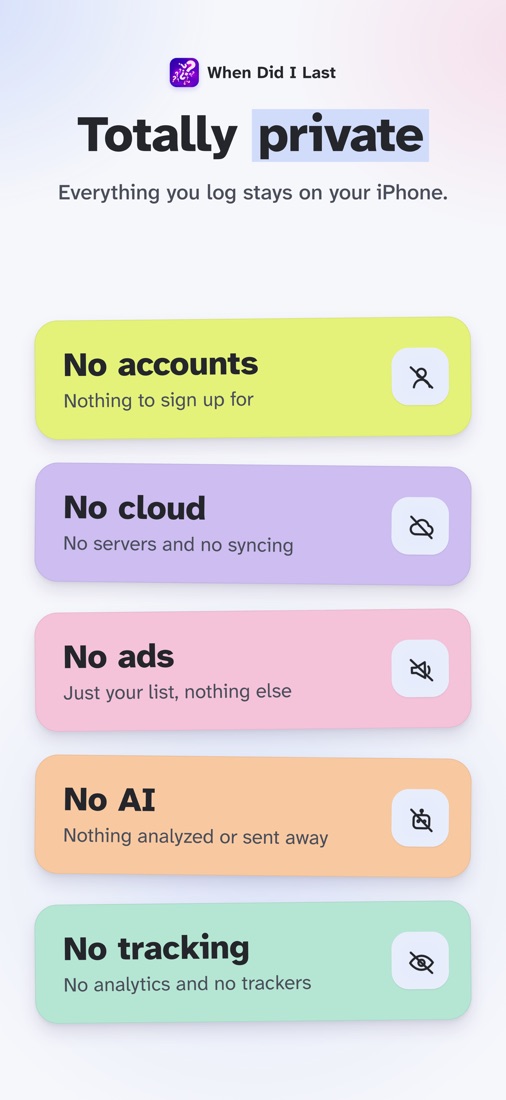 When Did I Last
Totally private
Everything you log stays on your iPhone.
No accounts
Nothing to sign up for
No cloud
No servers and no syncing
No ads
Just your list, nothing else
No AI
Nothing analyzed or sent away
No tracking
No analytics and no trackers